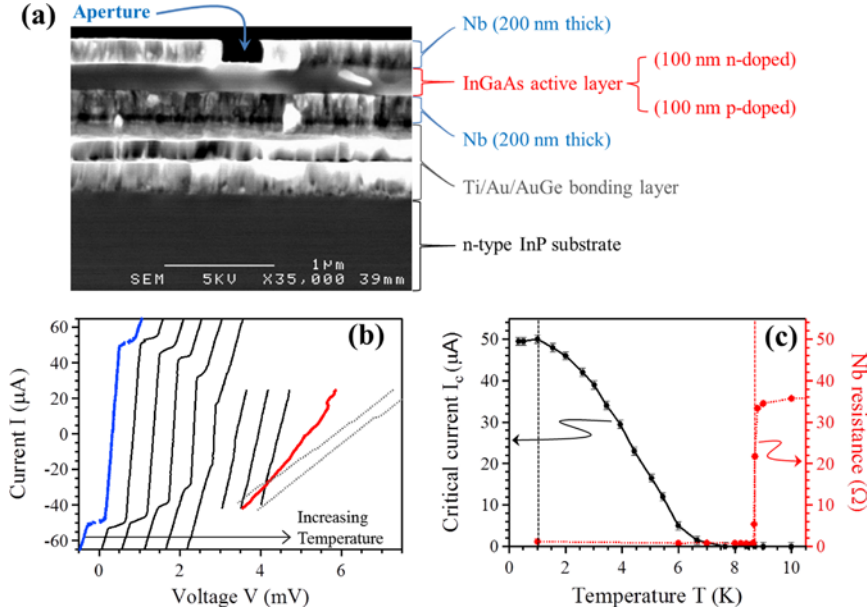 (a)
Aperture
Nb (200 nm thick)
InGaAs active layer
(100 nm n-doped)
(100 nm p-doped)
Nb (200 nm thick)
Ti/Au/AuGe bonding layer
n-type InP substrate
1µm
SEM 5KV X35,000 39mm
(b)
60
40
20
0
-20
-40
-60
Current I (µA)
Increasing
Temperature
0 2 4 6
Voltage V (mV)
(c)
50
40
30
20
10
0
Critical current Ic (µA)
50
40
30
20
10
0
Nb resistance
(Ω)
0 2 4 6 8 10
Temperature T (K)